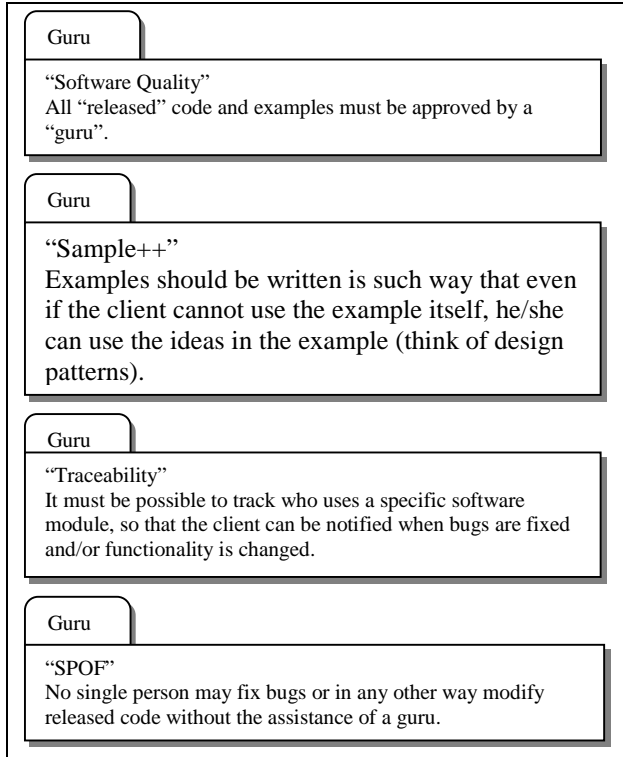 Guru
“Software Quality”
All “released” code and examples must be approved by a
“guru”.
Guru
“Sample++”
Examples should be written is such way that even
if the client cannot use the example itself, he/she
can use the ideas in the example (think of design
patterns).
Guru
“Traceability”
It must be possible to track who uses a specific software
module, so that the client can be notified when bugs are fixed
and/or functionality is changed.
Guru
“SPOF”
No single person may fix bugs or in any other way modify
released code without the assistance of a guru.